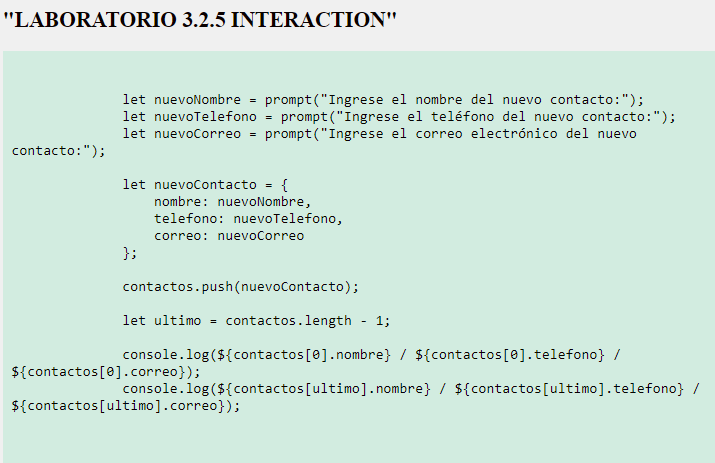 "LABORATORIO 3.2.5 INTERACTION"
let nuevoNombre = prompt("Ingrese el nombre del nuevo contacto:");
let nuevoTelefono = prompt("Ingrese el teléfono del nuevo contacto:");
let nuevoCorreo = prompt("Ingrese el correo electrónico del nuevo
contacto:");
let nuevoContacto = {
nombre: nuevoNombre,
telefono: nuevoTelefono,
correo: nuevoCorreo
};
contactos.push(nuevoContacto);
let ultimo = contactos.length - 1;
console.log(${contactos[0].nombre} / ${contactos[0].telefono} /
${contactos[0].correo});
console.log(${contactos[ultimo].nombre} / ${contactos[ultimo].telefono} /
${contactos[ultimo].correo});